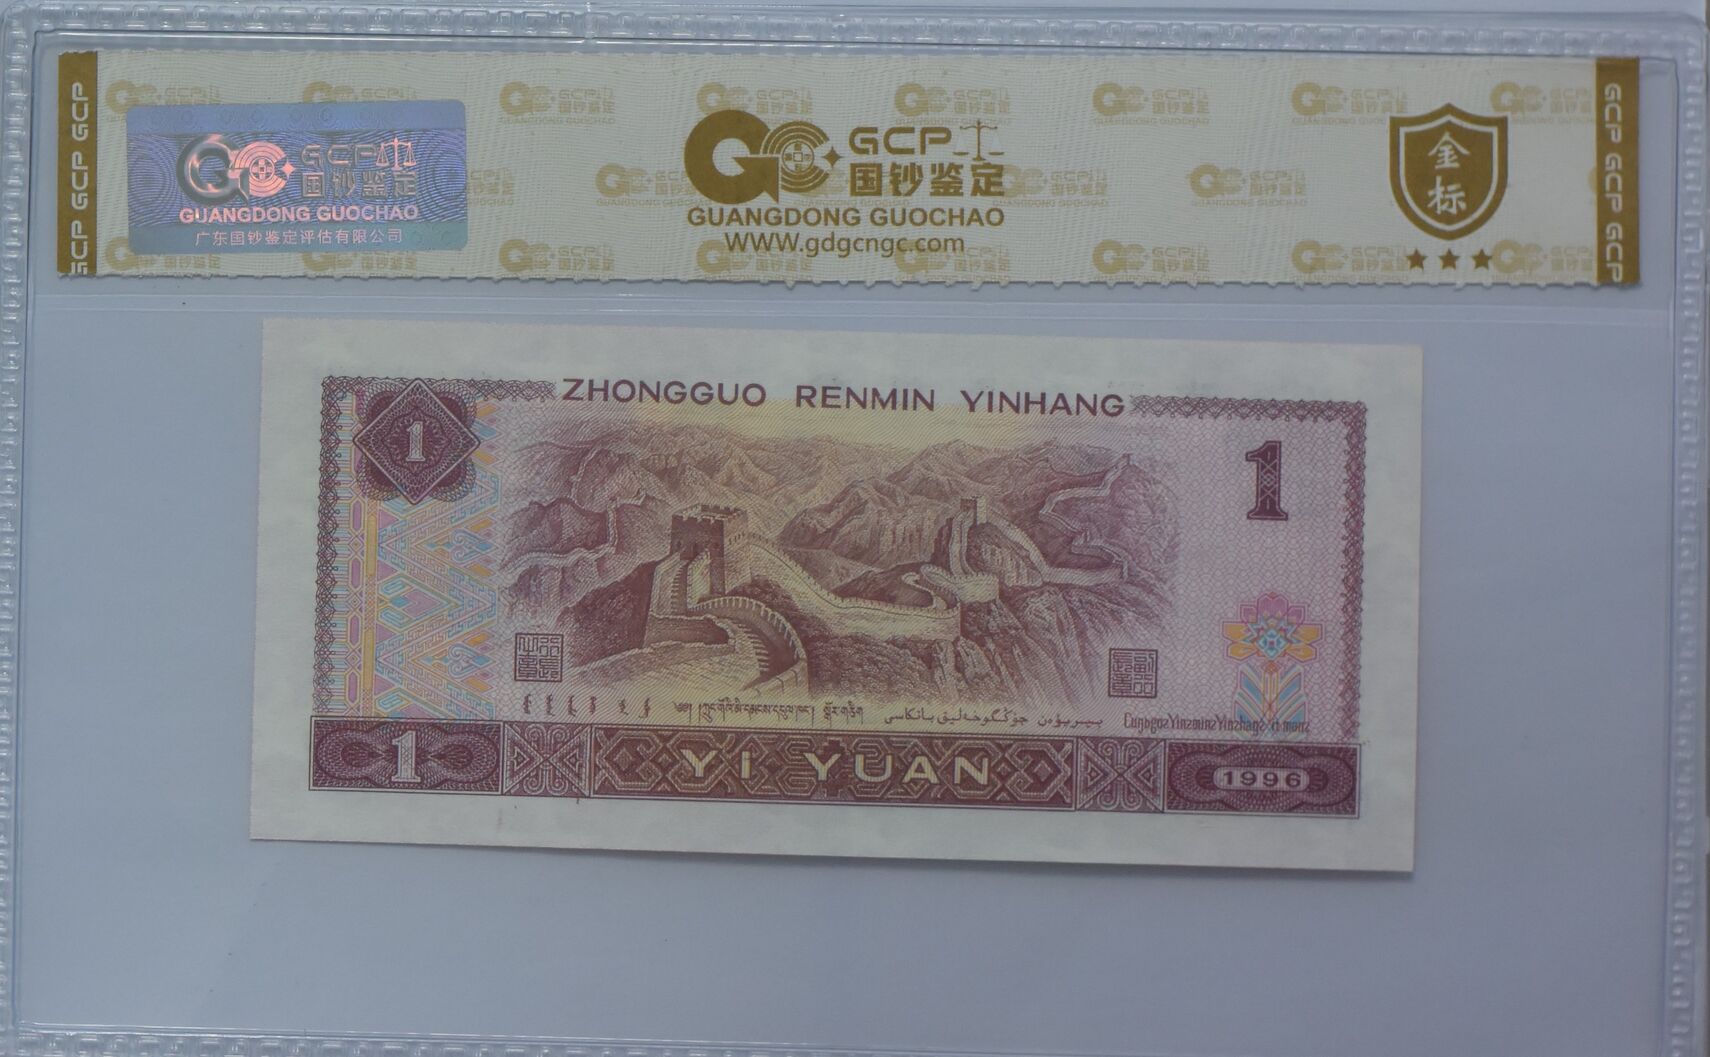 GCP GCP GCP
GCP
国钞鉴定
GUANGDONG GUOCHAO
广东国钞鉴定评估有限公司
GCP
国钞鉴定
GUANGDONG GUOCHAO
WWW.gdgcngc.com
金标
GCP GCP GCP
ZHONGGUO RENMIN YINHANG
1
1
1
YI YUAN
1996